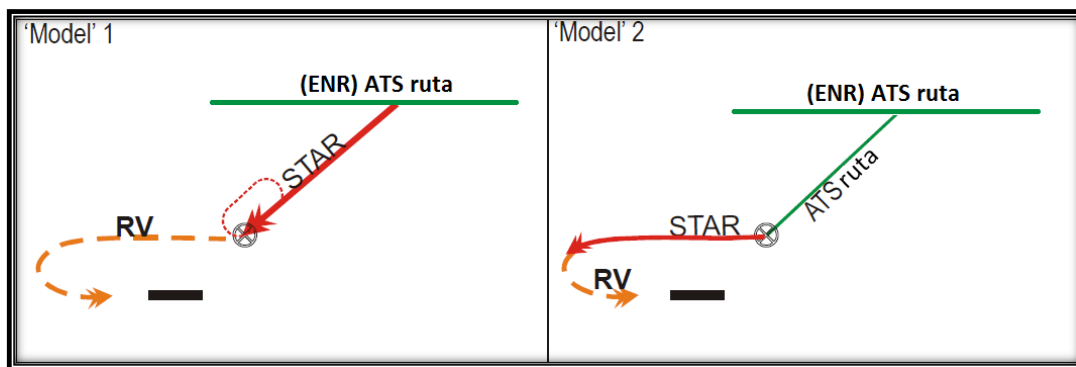 ‘Model’ 1
(ENR) ATS ruta
STAR
RV
‘Model’ 2
(ENR) ATS ruta
ATS ruta
STAR
RV